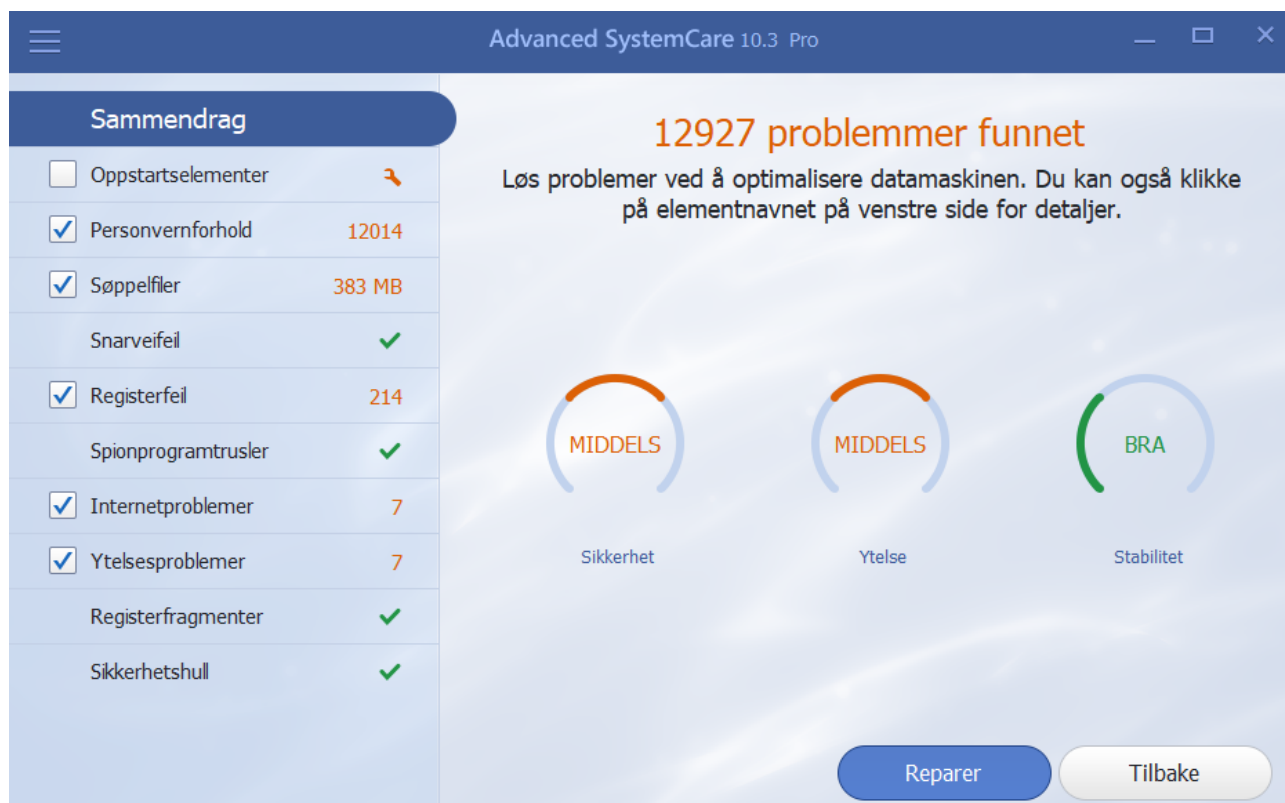 Advanced SystemCare 10.3 Pro
Sammendrag
Oppstartselementer
Personvernforhold 12014
Søppelfiler 383 MB
Snarveifeil
Registerfeil 214
Spionprogramtrusler
Internetproblemer 7
Ytelsesproblemer 7
Registerfragmenter
Sikkerhetshull
12927 problemmer funnet
Løs problemer ved å optimalisere datamaskinen. Du kan også klikke
på elementnavnet på venstre side for detaljer.
MIDDELS MIDDELS BRA
Sikkerhet Ytelse Stabilitet
Reparer Tilbake